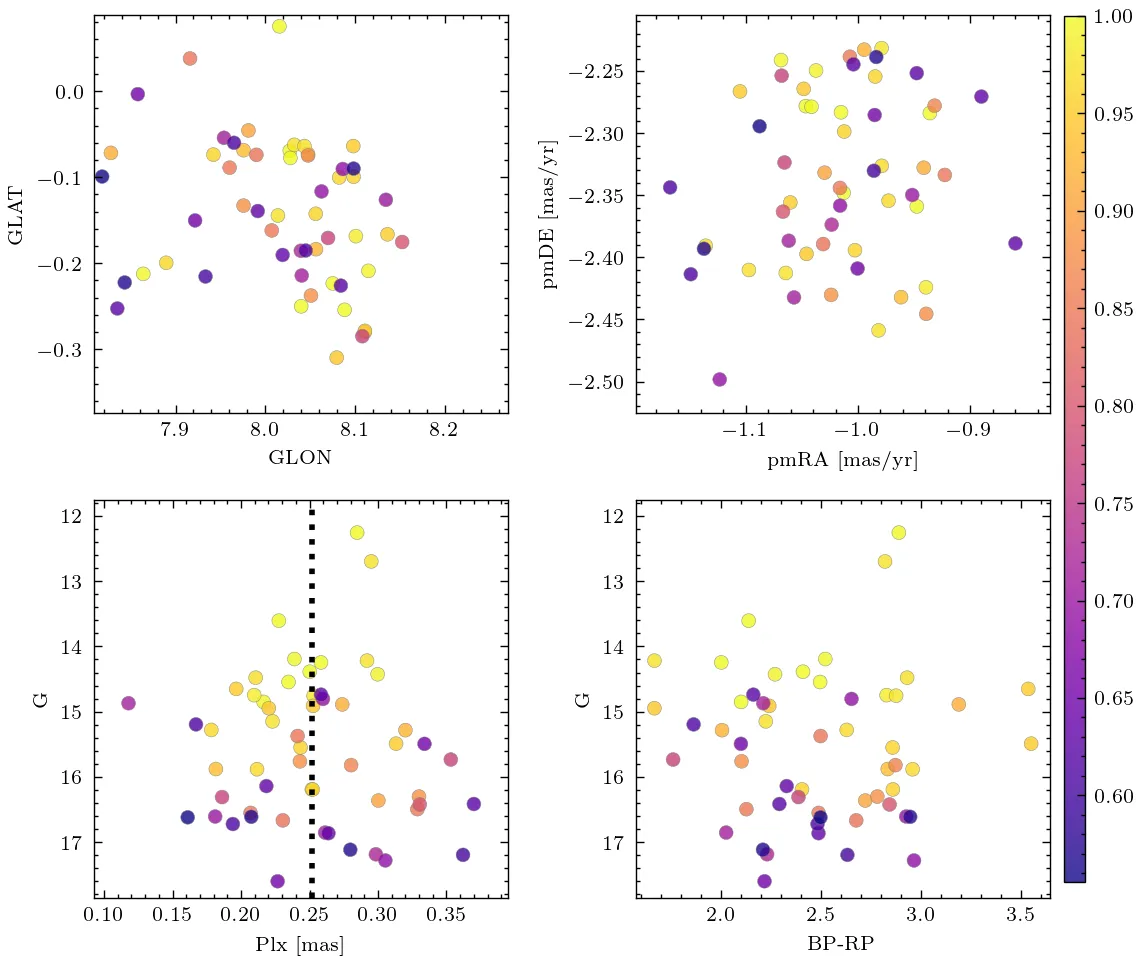 0.0
−0.1
−0.2
−0.3
GLAT
7.9 8.0 8.1 8.2
GLON
−2.25
−2.30
−2.35
−2.40
−2.45
−2.50
pmDE [mas/yr]
−1.1 −1.0 −0.9
pmRA [mas/yr]
12
13
14
15
16
17
G
0.10 0.15 0.20 0.25 0.30 0.35
Plx [mas]
12
13
14
15
16
17
G
2.0 2.5 3.0 3.5
BP-RP
1.00
0.95
0.90
0.85
0.80
0.75
0.70
0.65
0.60